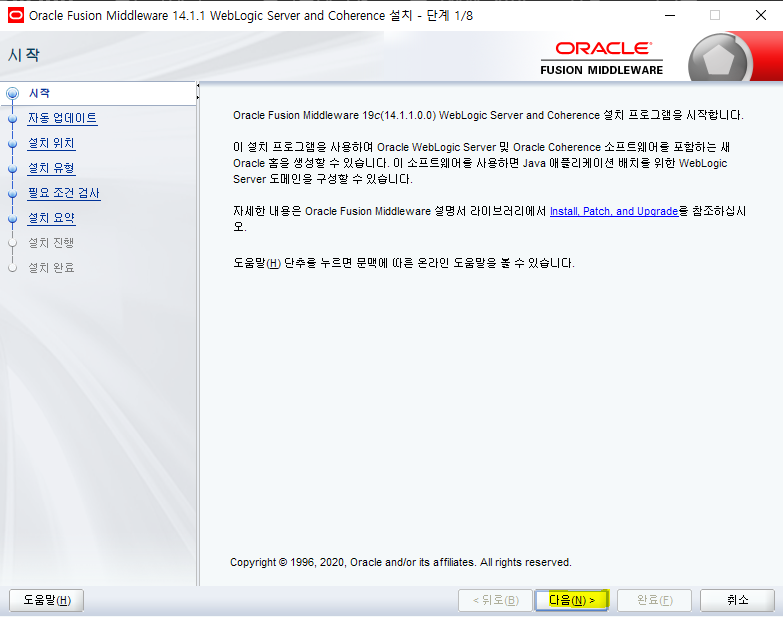 Oracle Fusion Middleware 14.1.1 WebLogic Server and Coherence 설치 - 단계 1/8
시작
ORACLE
FUSION MIDDLEWARE
시작
자동 업데이트
설치 위치
설치 유형
필요 조건 검사
설치 요약
설치 진행
설치 완료
Oracle Fusion Middleware 19c(14.1.1.0.0) WebLogic Server and Coherence 설치 프로그램을 시작합니다.
이 설치 프로그램을 사용하여 Oracle WebLogic Server 및 Oracle Coherence 소프트웨어를 포함하는 새
Oracle 홈을 생성할 수 있습니다. 이 소프트웨어를 사용하면 Java 애플리케이션 배치를 위한 WebLogic
Server 도메인을 구성할 수 있습니다.
자세한 내용은 Oracle Fusion Middleware 설명서 라이브러리에서 Install, Patch, and Upgrade를 참조하십시
오.
도움말(H) 단추를 누르면 문맥에 따른 온라인 도움말을 볼 수 있습니다.
Copyright © 1996, 2020, Oracle and/or its affiliates. All rights reserved.
도움말(H)
< 뒤로(B)
다음(N) >
완료(F)
취소